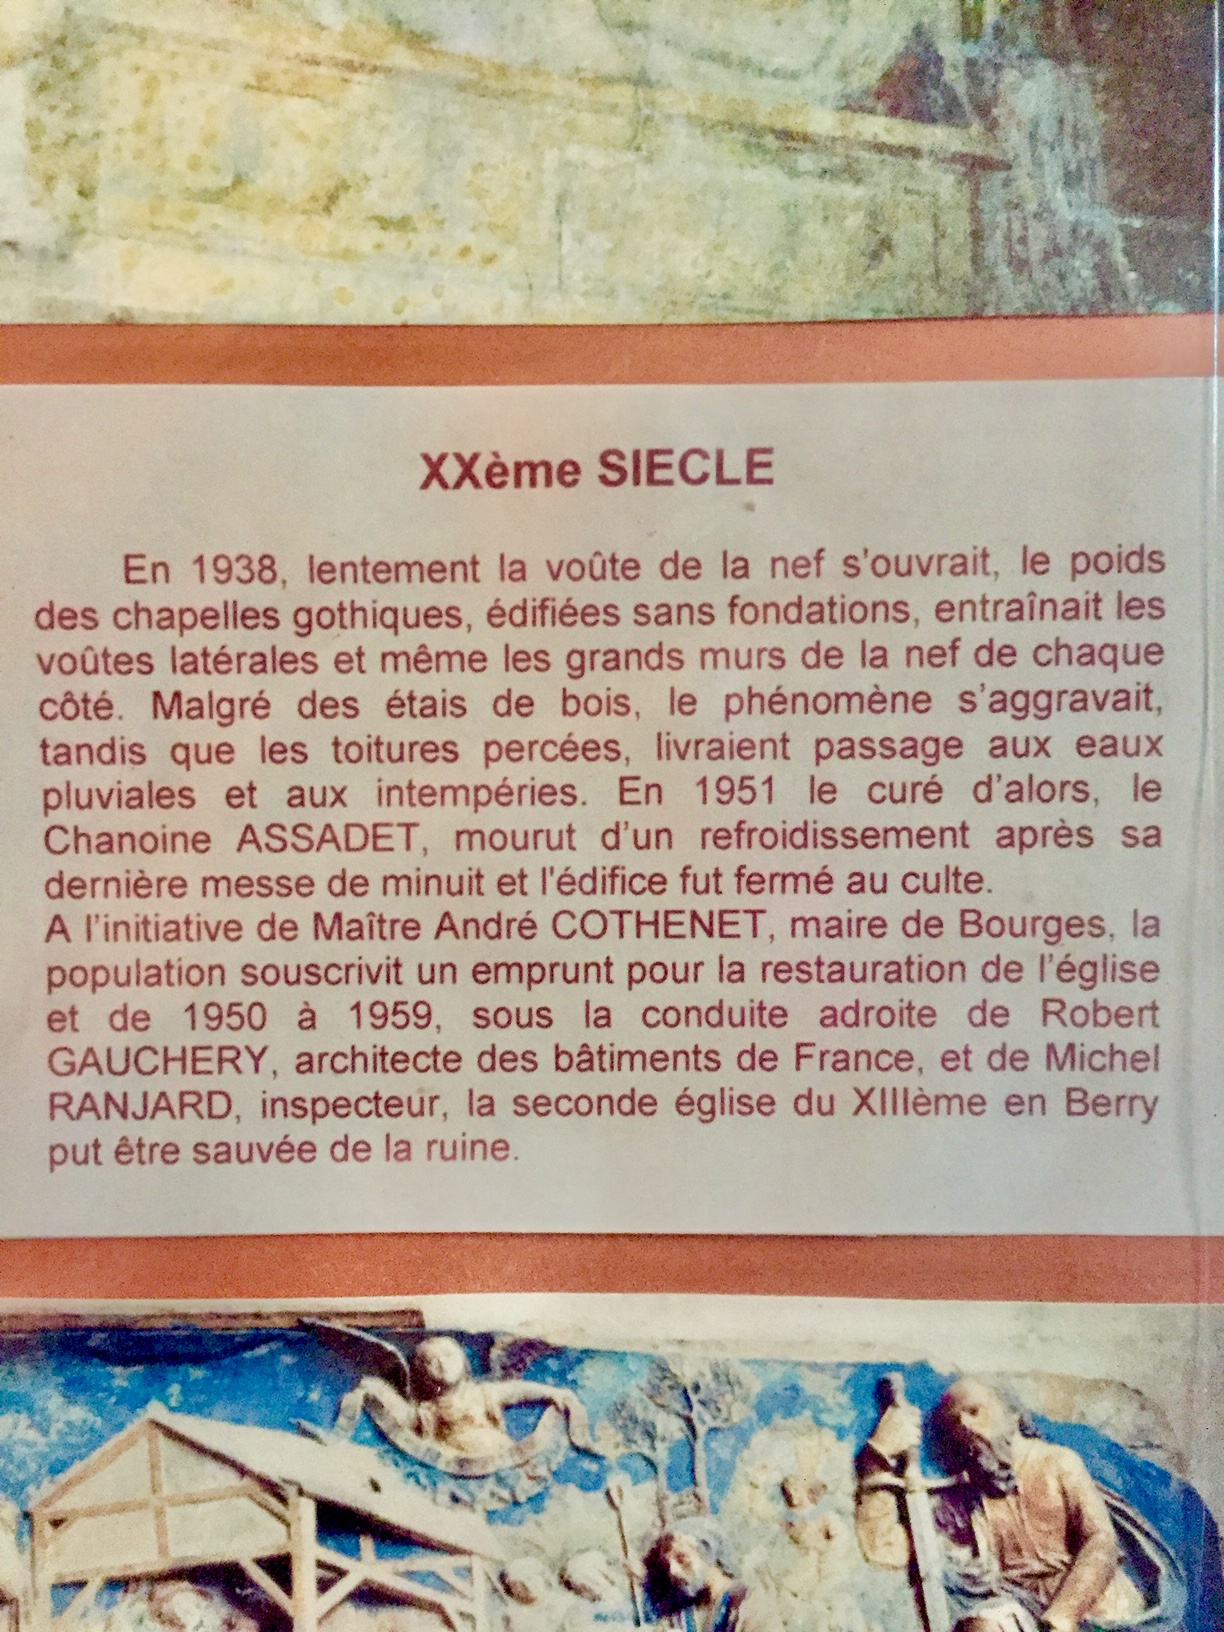 XXème SIECLE
En 1938, lentement la voûte de la nef s'ouvrait, le poids
des chapelles gothiques, édifiées sans fondations, entraînait les
voûtes latérales et même les grands murs de la nef de chaque
côté. Malgré des étais de bois, le phénomène s'aggravait,
tandis que les toitures percées, livraient passage aux eaux
pluviales et aux intempéries. En 1951 le curé d'alors, le
Chanoine ASSADET, mourut d'un refroidissement après sa
dernière messe de minuit et l'édifice fut fermé au culte.
A l'initiative de Maître André COTHENET, maire de Bourges, la
population souscrivit un emprunt pour la restauration de l'église
et de 1950 à 1959, sous la conduite adroite de Robert
GAUCHERY, architecte des bâtiments de France, et de Michel
RANJARD, inspecteur, la seconde église du XIIIème en Berry
put être sauvée de la ruine.